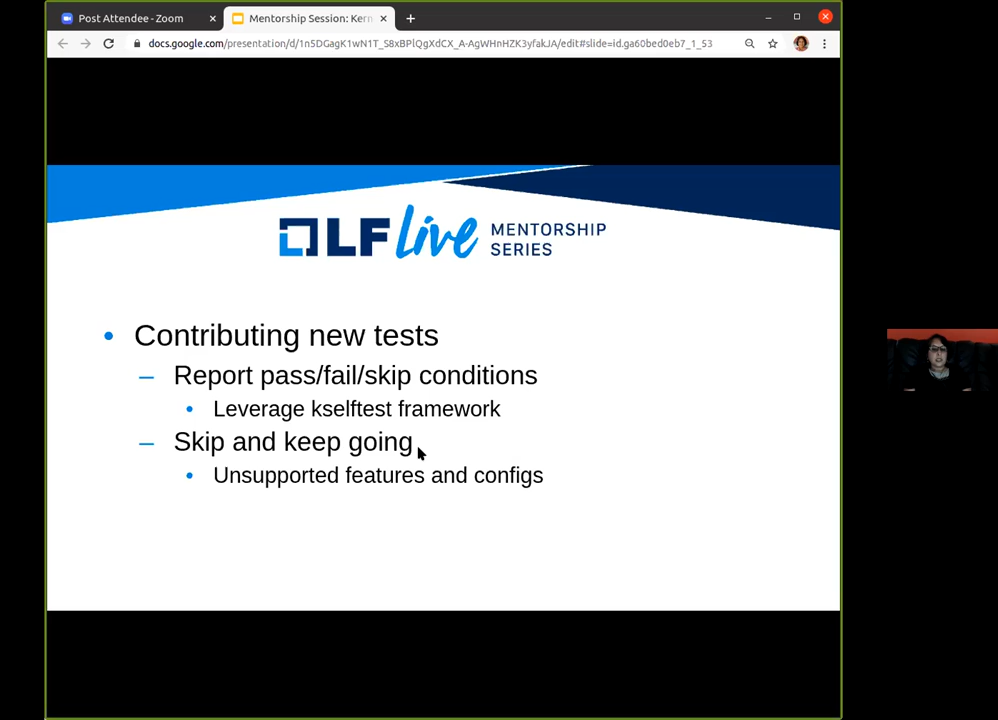 Post Attendee - Zoom
Mentorship Session: Kern
docs.google.com/presentation/d/1n5DGagK1wN1T_S8xBPlQgXdCX_A-AgWHnHZK3yfakJA/edit#slide=id.ga60bed0eb7_1_53
LF live MENTORSHIP
SERIES
• Contributing new tests
– Report pass/fail/skip conditions
• Leverage kselftest framework
– Skip and keep going
• Unsupported features and configs